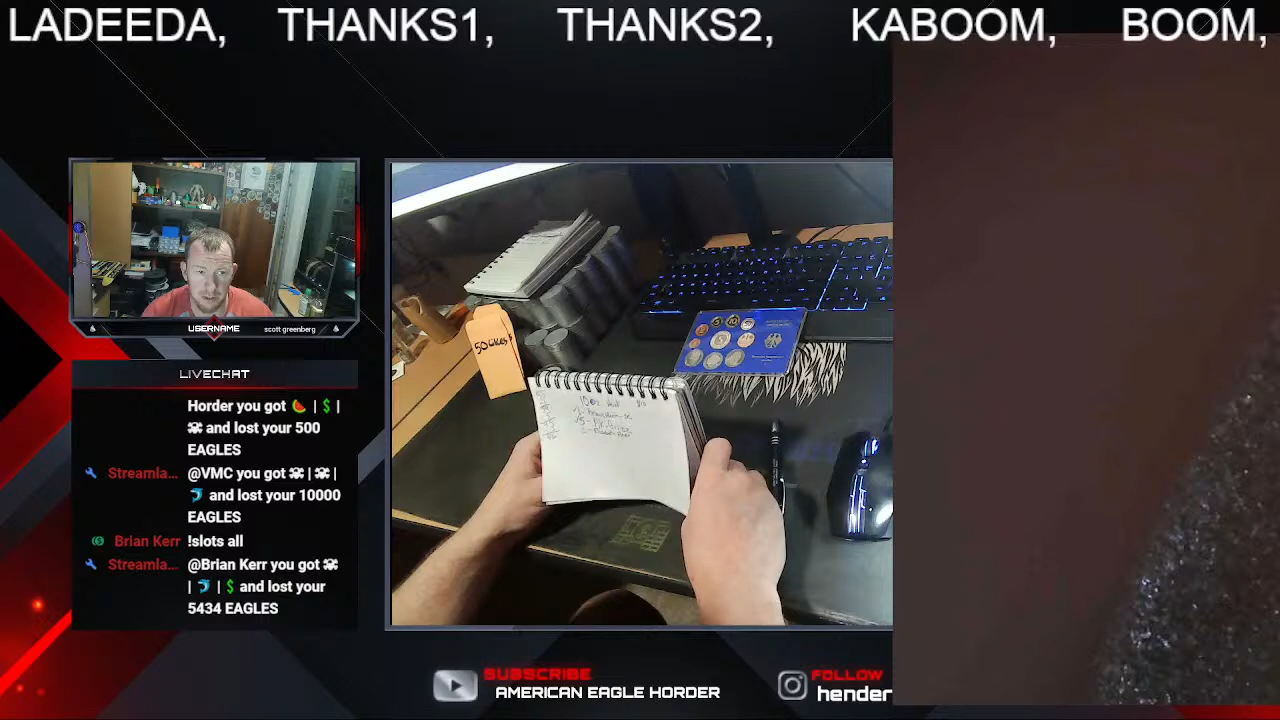 LADEEDA, THANKS1, THANKS2, KABOOM, BOOM,
USERNAME
scott greenberg
LIVECHAT
Horder you got 🍉 | $ |
and lost your 500
EAGLES
Streamla... @VMC you got | |
🐬 and lost your 10000
EAGLES
Brian Kerr !slots all
Streamla... @Brian Kerr you got
| 🐬 | $ and lost your
5434 EAGLES
SUBSCRIBE
AMERICAN EAGLE HORDER
FOLLOW
hender